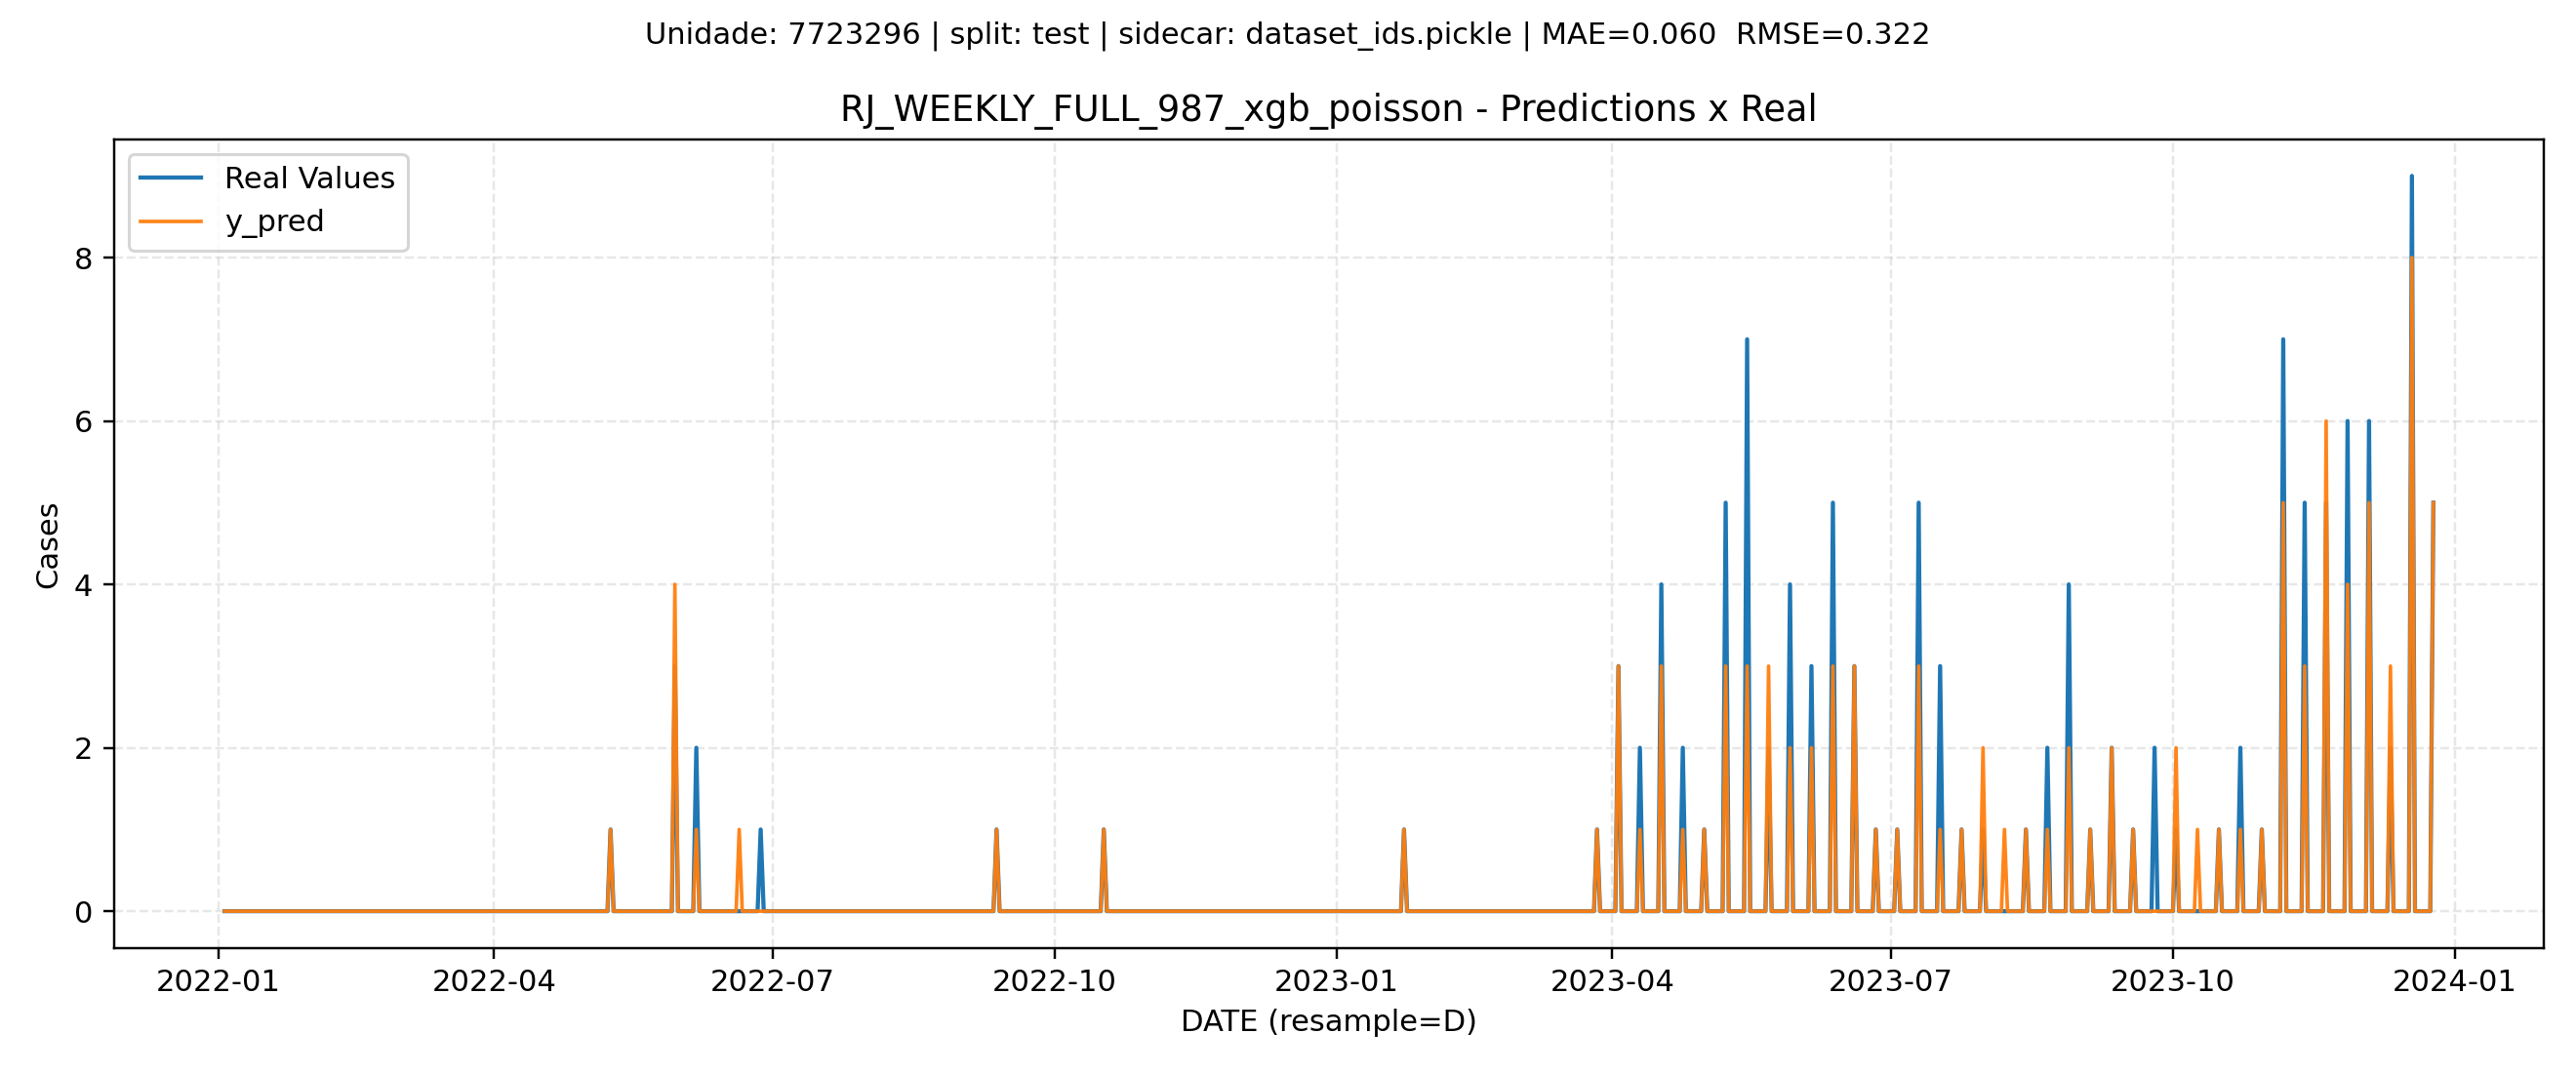 Unidade: 7723296 | split: test | sidecar: dataset_ids.pickle | MAE=0.060  RMSE=0.322
RJ_WEEKLY_FULL_987_xgb_poisson - Predictions x Real
Real Values
y_pred
Cases
8
6
4
2
0
2022-01
2022-04
2022-07
2022-10
2023-01
2023-04
2023-07
2023-10
2024-01
DATE (resample=D)